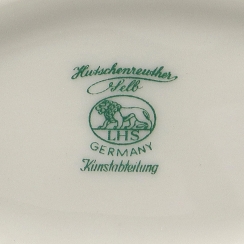 Hutschenreuther
Selb
LHS
GERMANY
Kunstabteilung